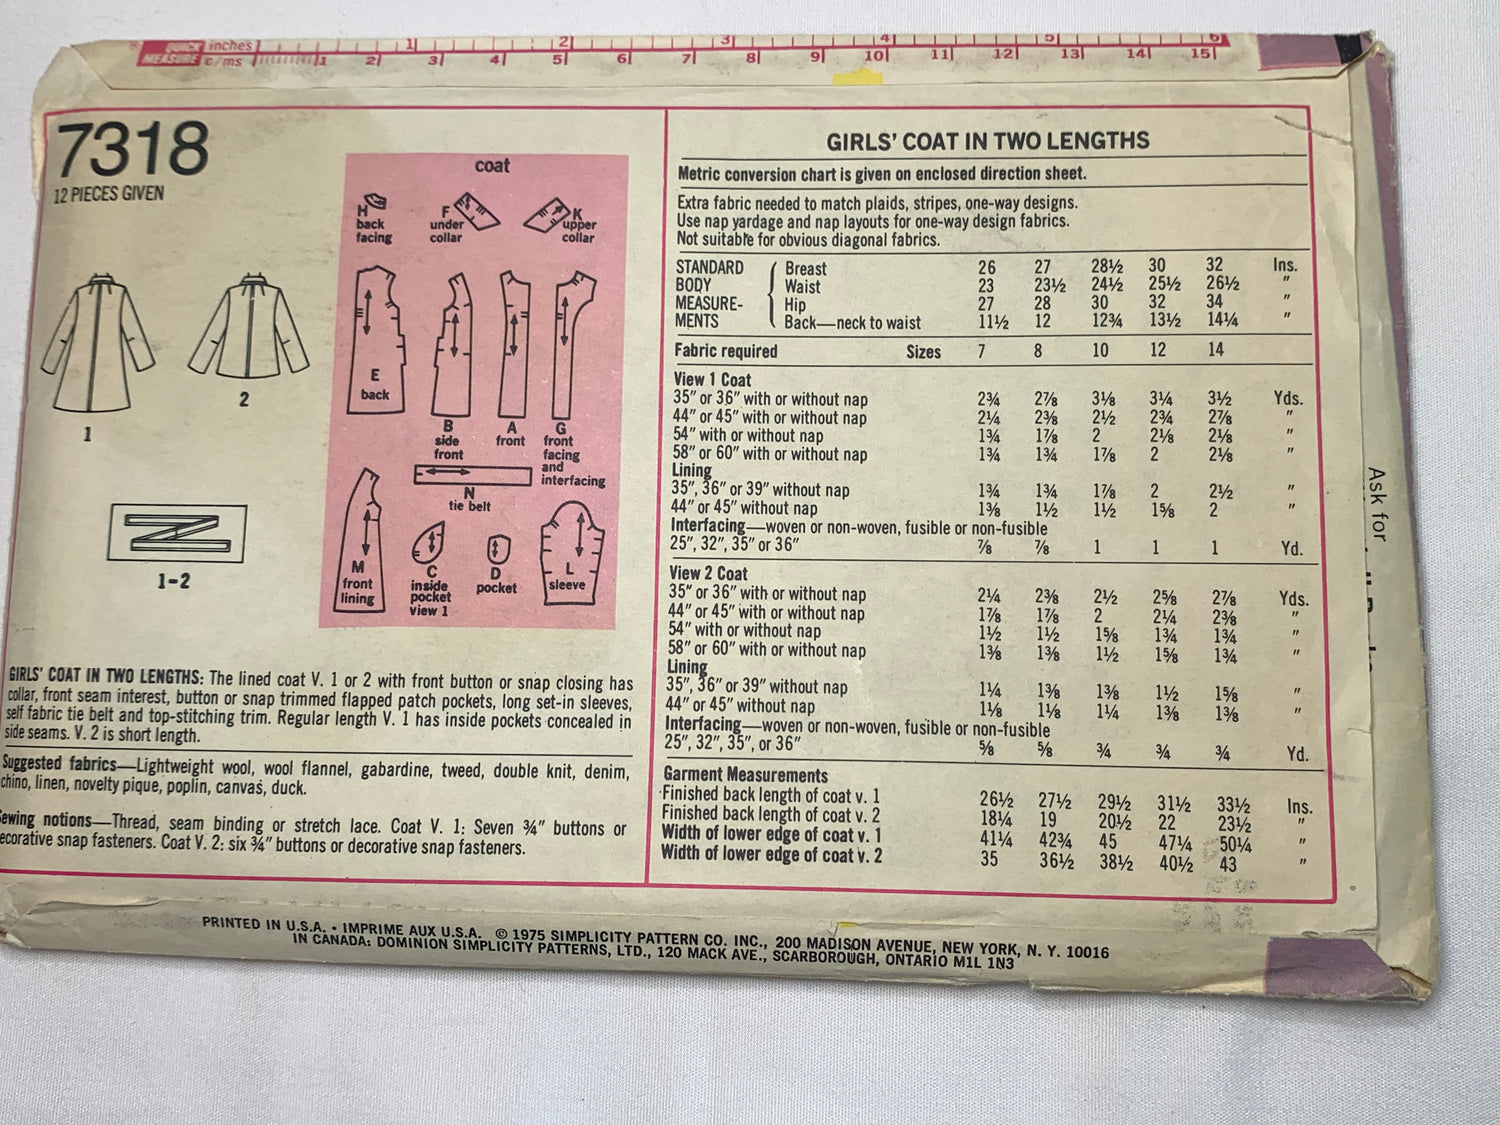 QUICK MEASURE
inches 1 2 3 4 5 6
c/ms 1 2 3 4 5 6 7 8 9 10 11 12 13 14 15
7318
12 PIECES GIVEN
1
2
1-2
coat
H back facing
F under collar
K upper collar
E back
B side front
A front
G front facing and interfacing
N tie belt
M front lining
C inside pocket view 1
D pocket
L sleeve
GIRLS' COAT IN TWO LENGTHS: The lined coat V. 1 or 2 with front button or snap closing has
collar, front seam interest, button or snap trimmed flapped patch pockets, long set-in sleeves,
self fabric tie belt and top-stitching trim. Regular length V. 1 has inside pockets concealed in
side seams. V. 2 is short length.
Suggested fabrics—Lightweight wool, wool flannel, gabardine, tweed, double knit, denim,
chino, linen, novelty pique, poplin, canvas, duck.
Sewing notions—Thread, seam binding or stretch lace. Coat V. 1: Seven ¾" buttons or
decorative snap fasteners. Coat V. 2: six ¾" buttons or decorative snap fasteners.
GIRLS' COAT IN TWO LENGTHS
Metric conversion chart is given on enclosed direction sheet.
Extra fabric needed to match plaids, stripes, one-way designs.
Use nap yardage and nap layouts for one-way design fabrics.
Not suitable for obvious diagonal fabrics.
STANDARD BODY MEASURE-MENTS
Breast 26 27 28½ 30 32 Ins.
Waist 23 23½ 24½ 25½ 26½ "
Hip 27 28 30 32 34 "
Back—neck to waist 11½ 12 12¾ 13½ 14¼ "
Fabric required Sizes 7 8 10 12 14
View 1 Coat
35" or 36" with or without nap 2¾ 2⅞ 3⅛ 3¼ 3½ Yds.
44" or 45" with or without nap 2¼ 2⅜ 2½ 2¾ 2⅞ "
54" with or without nap 1¾ 1⅞ 2 2⅛ 2⅛ "
58" or 60" with or without nap 1¾ 1¾ 1⅞ 2 2⅛ "
Lining
35", 36" or 39" without nap 1¾ 1¾ 1⅞ 2 2½ "
44" or 45" without nap 1⅜ 1½ 1½ 1⅝ 2 "
Interfacing—woven or non-woven, fusible or non-fusible
25", 32", 35" or 36" ⅞ ⅞ 1 1 1 Yd.
View 2 Coat
35" or 36" with or without nap 2¼ 2⅜ 2½ 2⅝ 2⅞ Yds.
44" or 45" with or without nap 1⅞ 1⅞ 2 2¼ 2⅜ "
54" with or without nap 1½ 1½ 1⅝ 1¾ 1¾ "
58" or 60" with or without nap 1⅜ 1⅜ 1½ 1⅝ 1¾ "
Lining
35", 36" or 39" without nap 1¼ 1⅜ 1⅜ 1½ 1⅝ "
44" or 45" without nap 1⅛ 1⅛ 1¼ 1⅜ 1⅜ "
Interfacing—woven or non-woven, fusible or non-fusible
25", 32", 35", or 36" ⅝ ⅝ ¾ ¾ ¾ Yd.
Garment Measurements
Finished back length of coat v. 1 26½ 27½ 29½ 31½ 33½ Ins.
Finished back length of coat v. 2 18¼ 19 20½ 22 23½ "
Width of lower edge of coat v. 1 41¼ 42¾ 45 47¼ 50¼ "
Width of lower edge of coat v. 2 35 36½ 38½ 40½ 43 "
PRINTED IN U.S.A. • IMPRIME AUX U.S.A. © 1975 SIMPLICITY PATTERN CO. INC., 200 MADISON AVENUE, NEW YORK, N. Y. 10016
IN CANADA: DOMINION SIMPLICITY PATTERNS, LTD., 120 MACK AVE., SCARBOROUGH, ONTARIO M1L 1N3
Ask for